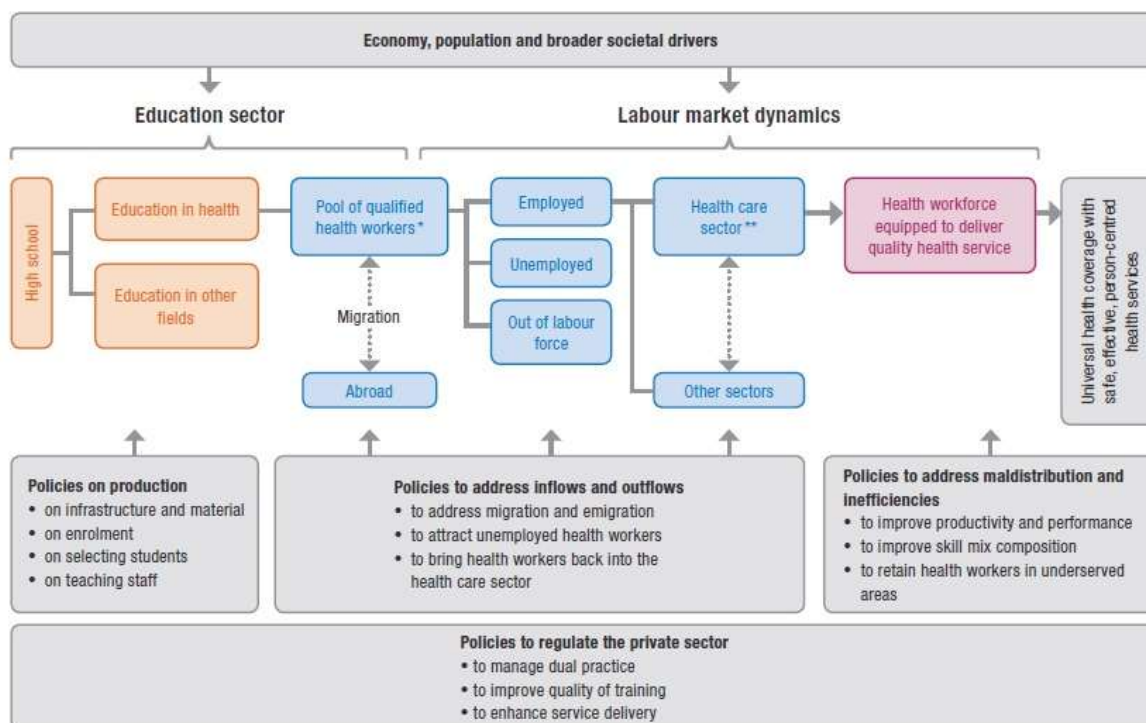 Economy, population and broader societal drivers
Education sector
Labour market dynamics
High school
Education in health
Education in other
fields
Pool of qualified
health workers*
Migration
Abroad
Employed
Unemployed
Out of labour
force
Health care
sector**
Other sectors
Health workforce
equipped to deliver
quality health service
Universal health coverage with
safe, effective, person-centred
health services
Policies on production
• on infrastructure and material
• on enrolment
• on selecting students
• on teaching staff
Policies to address inflows and outflows
• to address migration and emigration
• to attract unemployed health workers
• to bring health workers back into the
health care sector
Policies to address maldistribution and
inefficiencies
• to improve productivity and performance
• to improve skill mix composition
• to retain health workers in underserved
areas
Policies to regulate the private sector
• to manage dual practice
• to improve quality of training
• to enhance service delivery